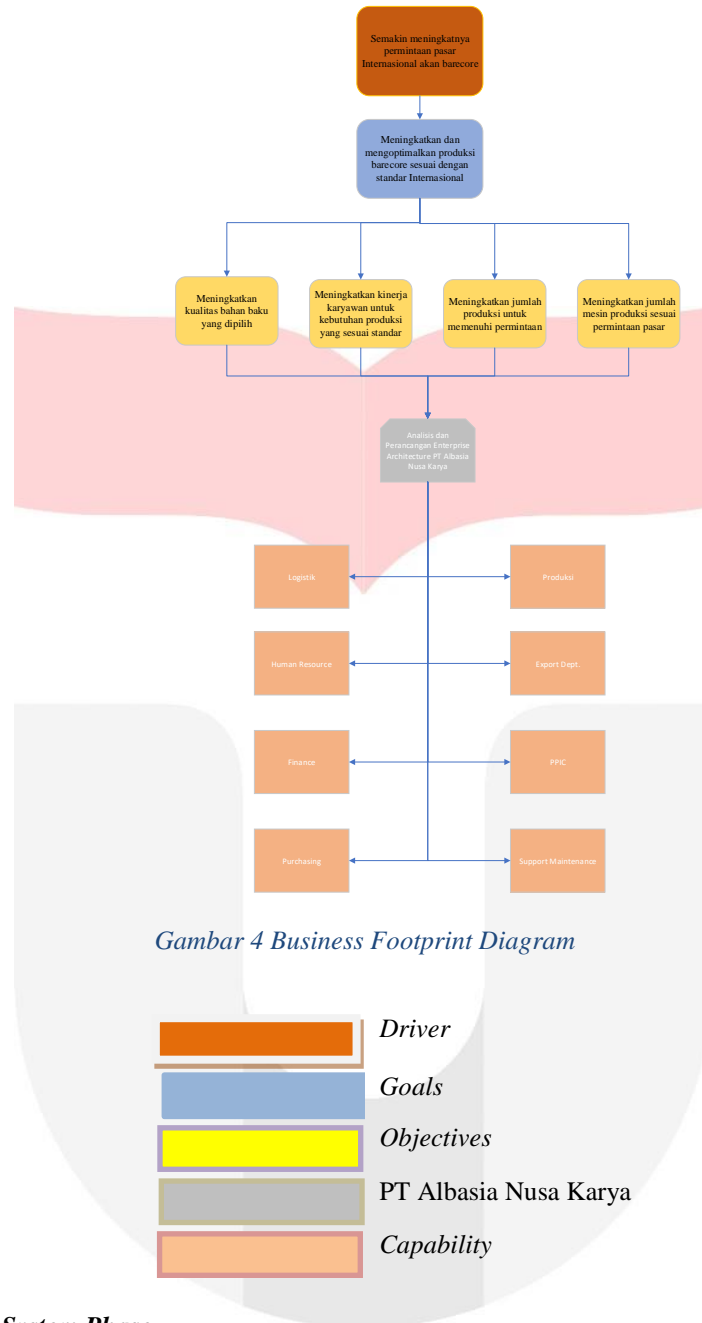 Semakin meningkatnya
permintaan pasar
Internasional akan barecore
Meningkatkan dan
mengoptimalkan produksi
barecore sesuai dengan
standar Internasional
Meningkatkan
kualitas bahan baku
yang dipilih
Meningkatkan kinerja
karyawan untuk
kebutuhan produksi
yang sesuai standar
Meningkatkan jumlah
produksi untuk
memenuhi permintaan
Meningkatkan jumlah
mesin produksi sesuai
permintaan pasar
Analisis dan
Perancangan Enterprise
Architecture PT Albasia
Nusa Karya
Logistik
Produksi
Human Resource
Export Dept.
Finance
PPIC
Purchasing
Support Maintenance
Gambar 4 Business Footprint Diagram
Driver
Goals
Objectives
PT Albasia Nusa Karya
Capability